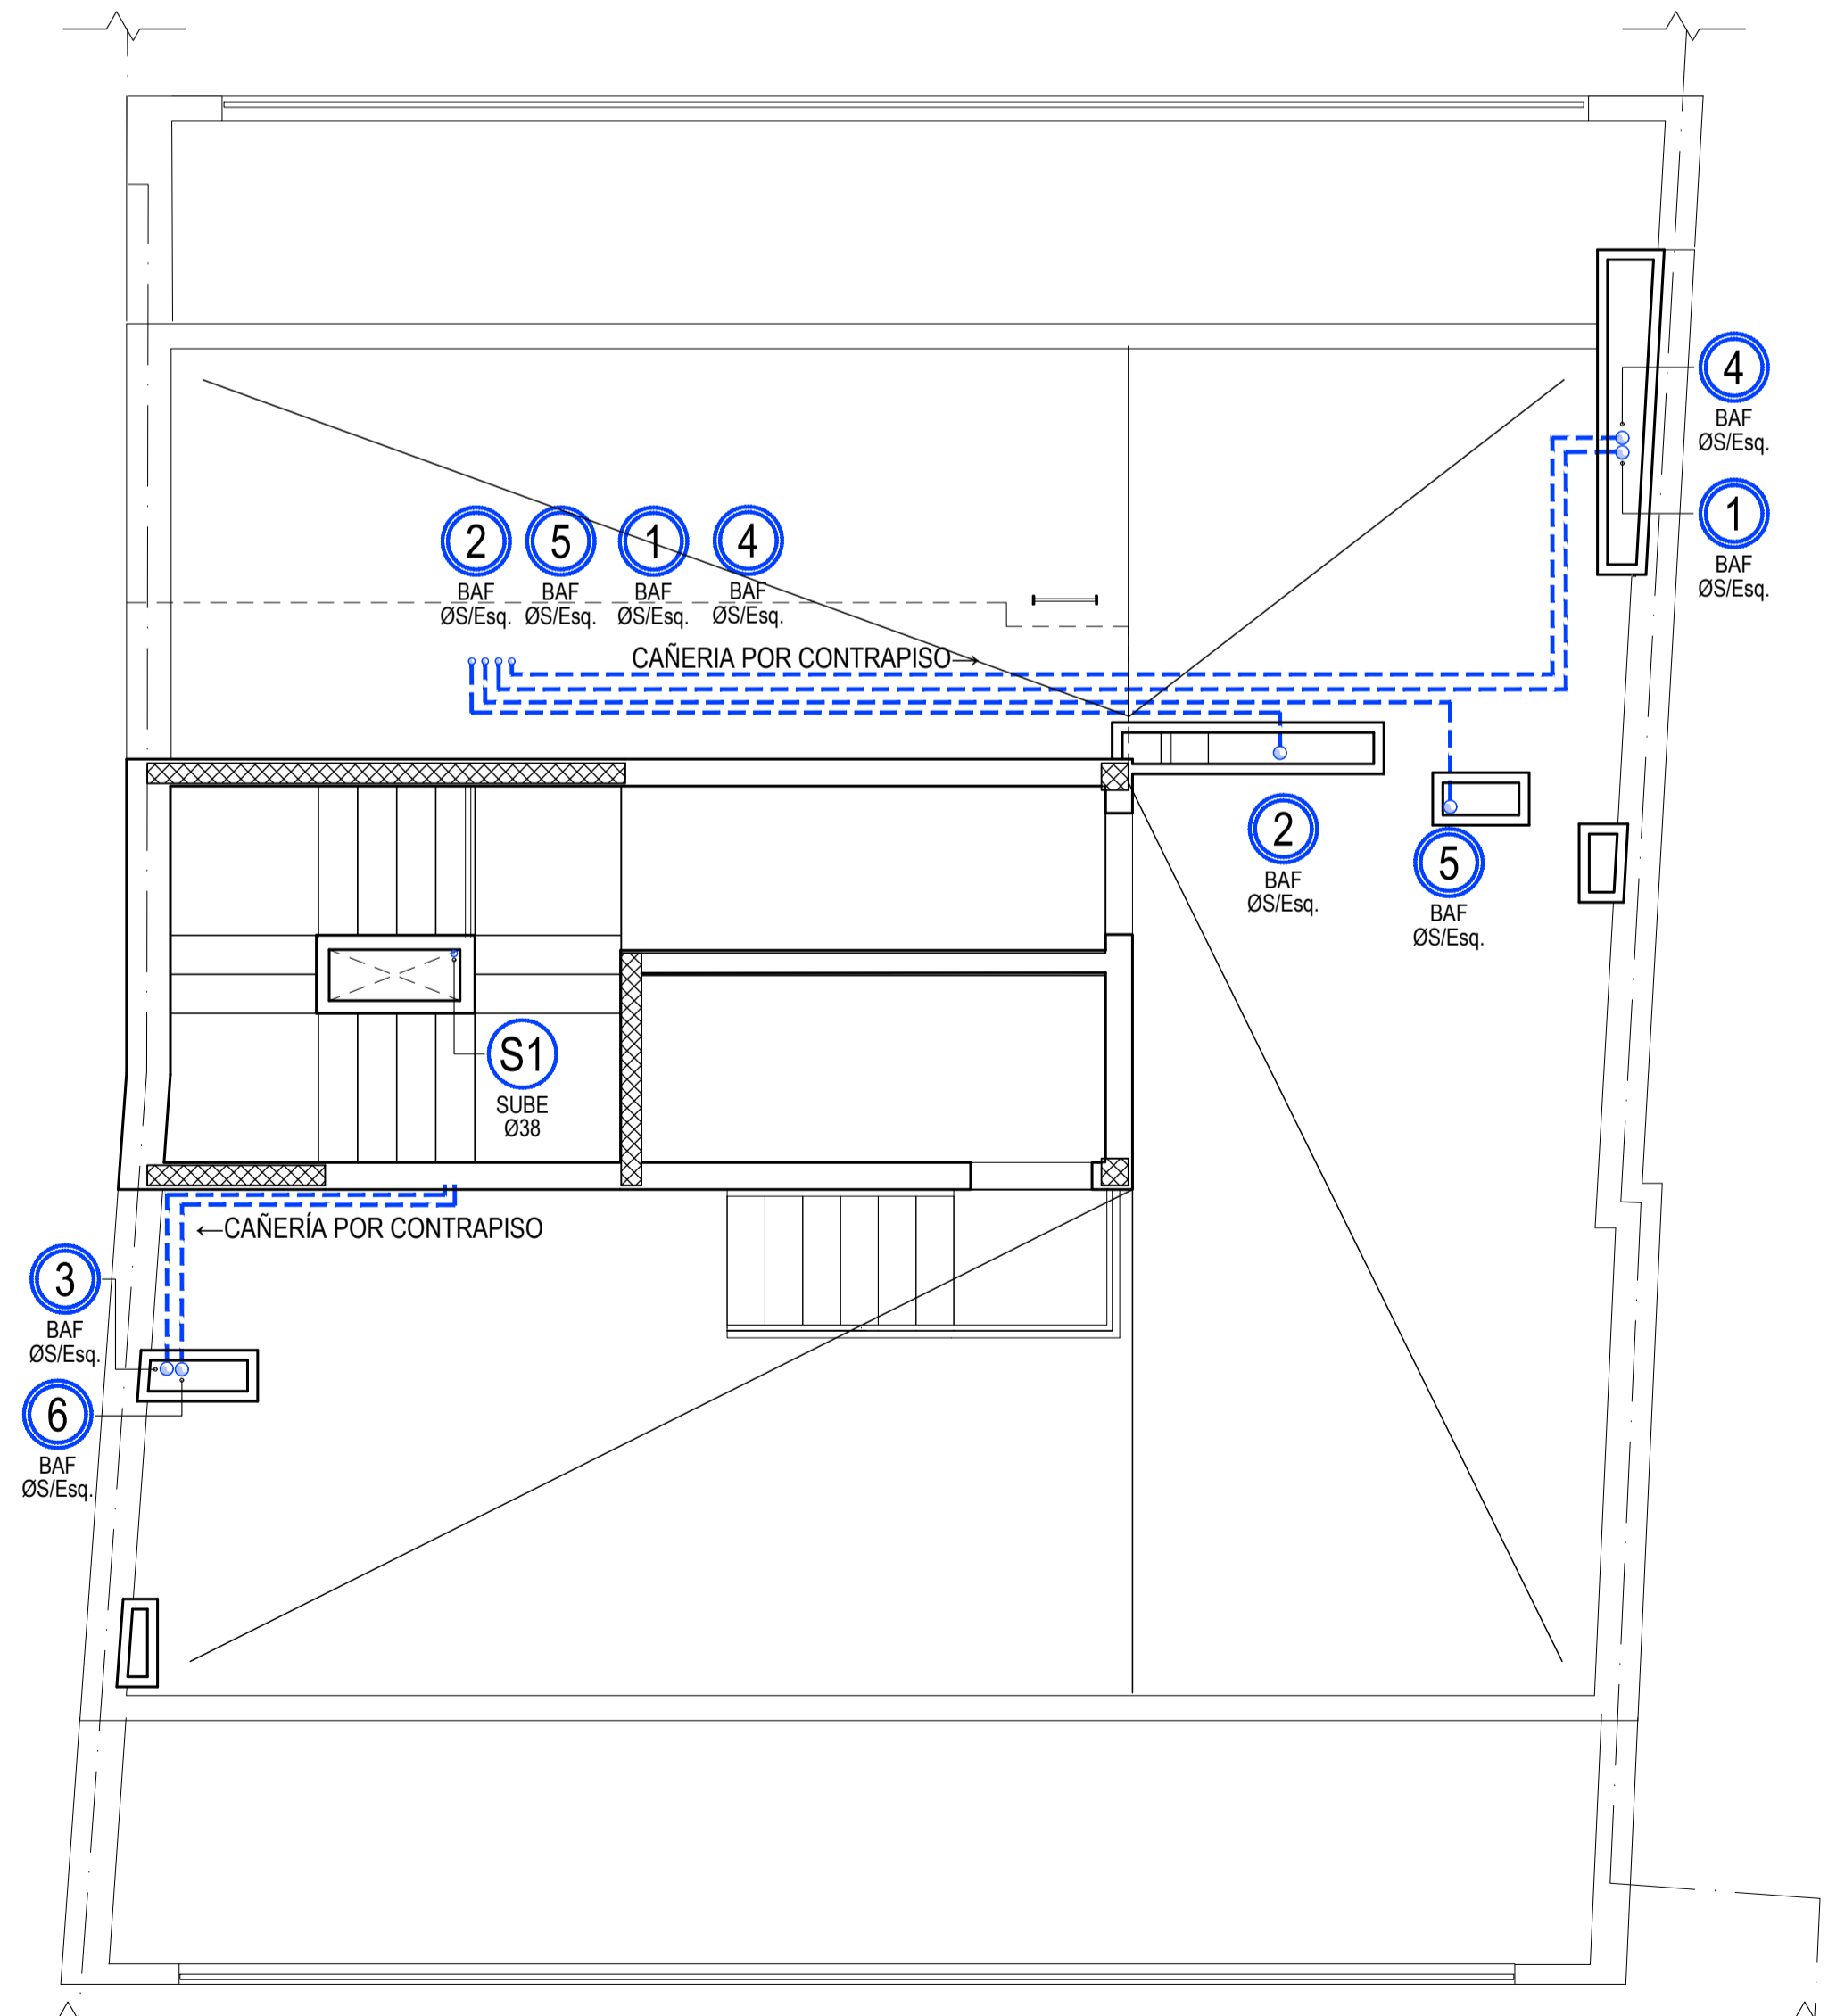 4
BAF
ØS/Esq.
1
BAF
ØS/Esq.
2
BAF
ØS/Esq.
5
BAF
ØS/Esq.
1
BAF
ØS/Esq.
4
BAF
ØS/Esq.
CAÑERIA POR CONTRAPISO→
2
BAF
ØS/Esq.
5
BAF
ØS/Esq.
S1
SUBE
Ø38
←CAÑERÍA POR CONTRAPISO
3
BAF
ØS/Esq.
6
BAF
ØS/Esq.